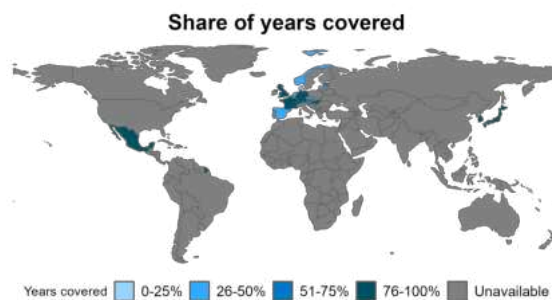 Share of years covered
Years covered 0-25% 26-50% 51-75% 76-100% Unavailable